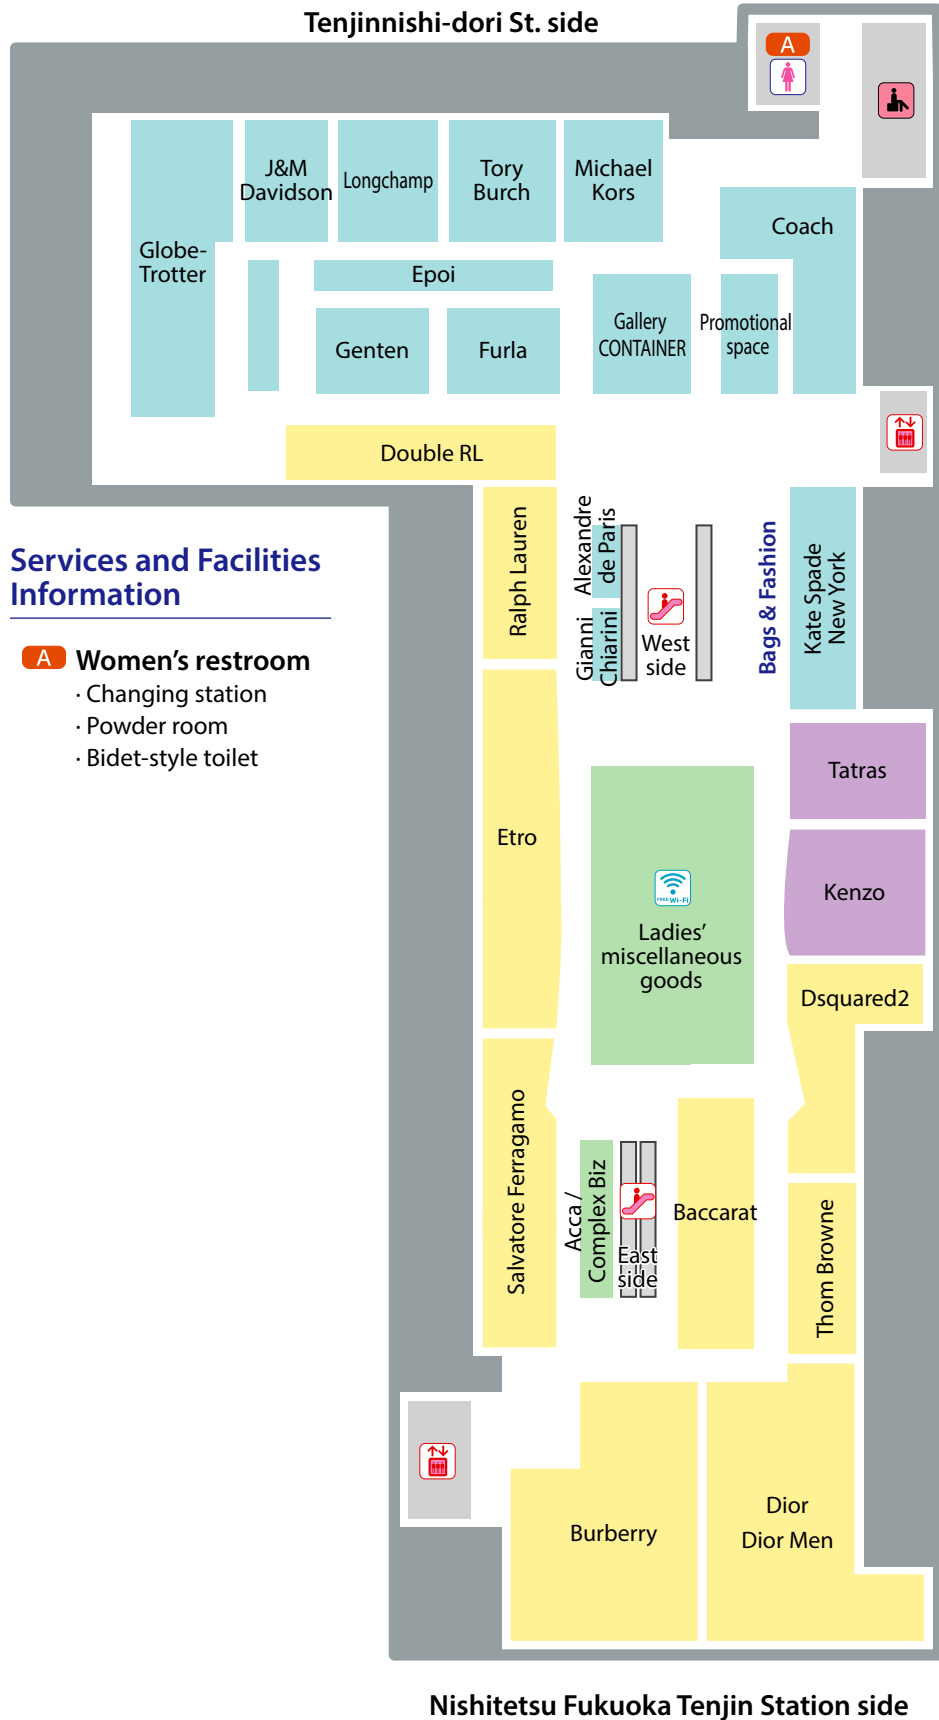 Tenjinnishi-dori St. side
A
J&M
Davidson
Longchamp
Tory
Burch
Michael
Kors
Coach
Globe-
Trotter
Epoi
Gallery
CONTAINER
Promotional
space
Genten
Furla
Double RL
Ralph Lauren
Alexandre
de Paris
Gianni
Chiarini
West
side
Bags & Fashion
Kate Spade
New York
Services and Facilities
Information
A Women’s restroom
· Changing station
· Powder room
· Bidet-style toilet
Tatras
Etro
Kenzo
FREE Wi-Fi
Ladies’
miscellaneous
goods
Dsquared2
Salvatore Ferragamo
Acca /
Complex Biz
East
side
Baccarat
Thom Browne
Burberry
Dior
Dior Men
Nishitetsu Fukuoka Tenjin Station side